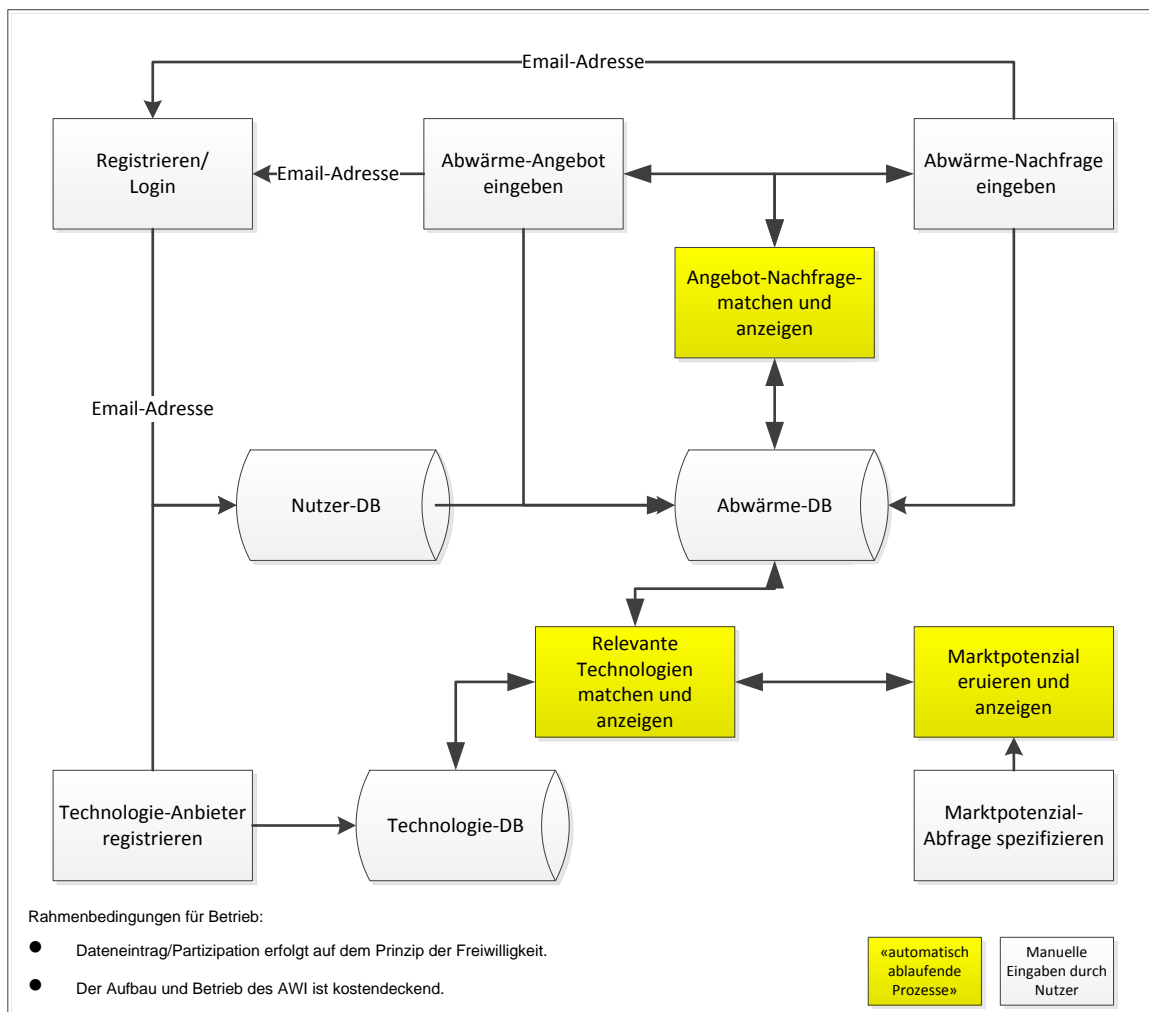 Email-Adresse
Registrieren/
Login
Email-Adresse
Abwärme-Angebot
eingeben
Abwärme-Nachfrage
eingeben
Angebot-Nachfrage-
matchen und
anzeigen
Email-Adresse
Nutzer-DB
Abwärme-DB
Relevante
Technologien
matchen und
anzeigen
Marktpotenzial
eruieren und
anzeigen
Technologie-Anbieter
registrieren
Technologie-DB
Marktpotenzial-
Abfrage spezifizieren
Rahmenbedingungen für Betrieb:
● Dateneintrag/Partizipation erfolgt auf dem Prinzip der Freiwilligkeit.
● Der Aufbau und Betrieb des AWI ist kostendeckend.
«automatisch
ablaufende
Prozesse»
Manuelle
Eingaben durch
Nutzer